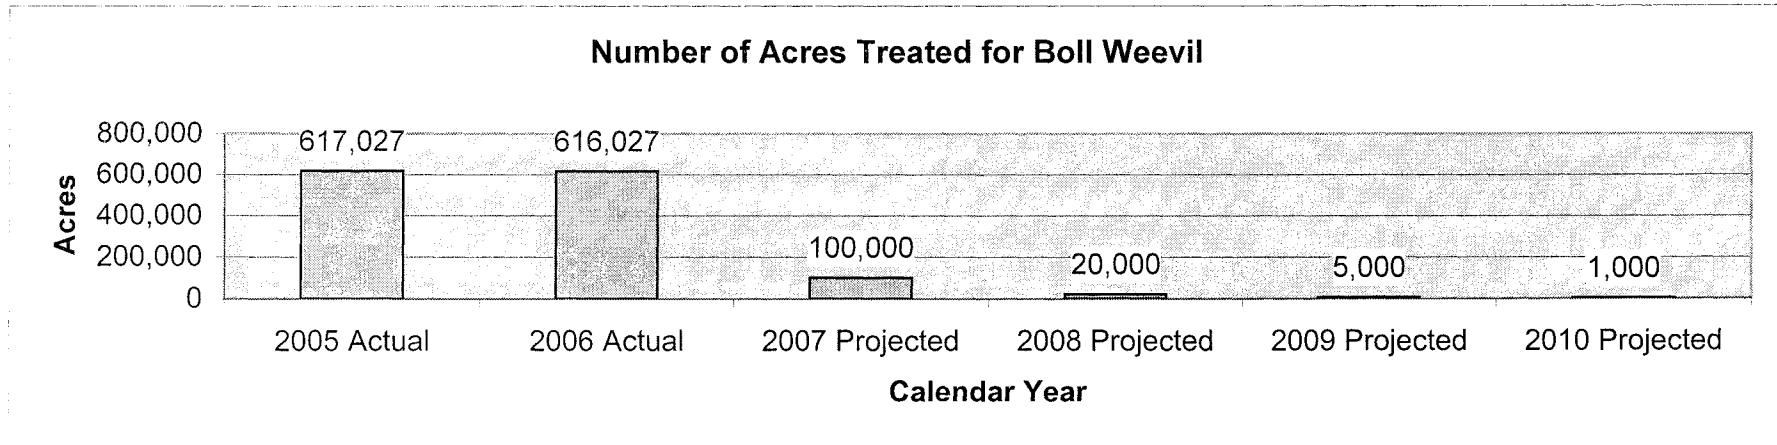 Number of Acres Treated for Boll Weevil
800,000
600,000
400,000
200,000
0
Acres
617,027
616,027
100,000
20,000
5,000
1,000
2005 Actual
2006 Actual
2007 Projected
2008 Projected
2009 Projected
2010 Projected
Calendar Year